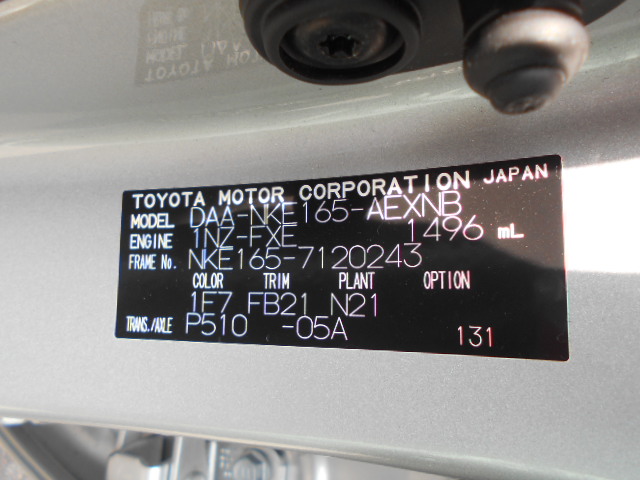 TOYOTA MOTOR CORPORATION JAPAN
MODEL DAA-NKE165-AEXNB
ENGINE 1NZ-FXE 1496 mL
FRAME No. NKE165-7120243
COLOR TRIM PLANT OPTION
1F7 FB21 N21
TRANS./AXLE P510 -05A 131